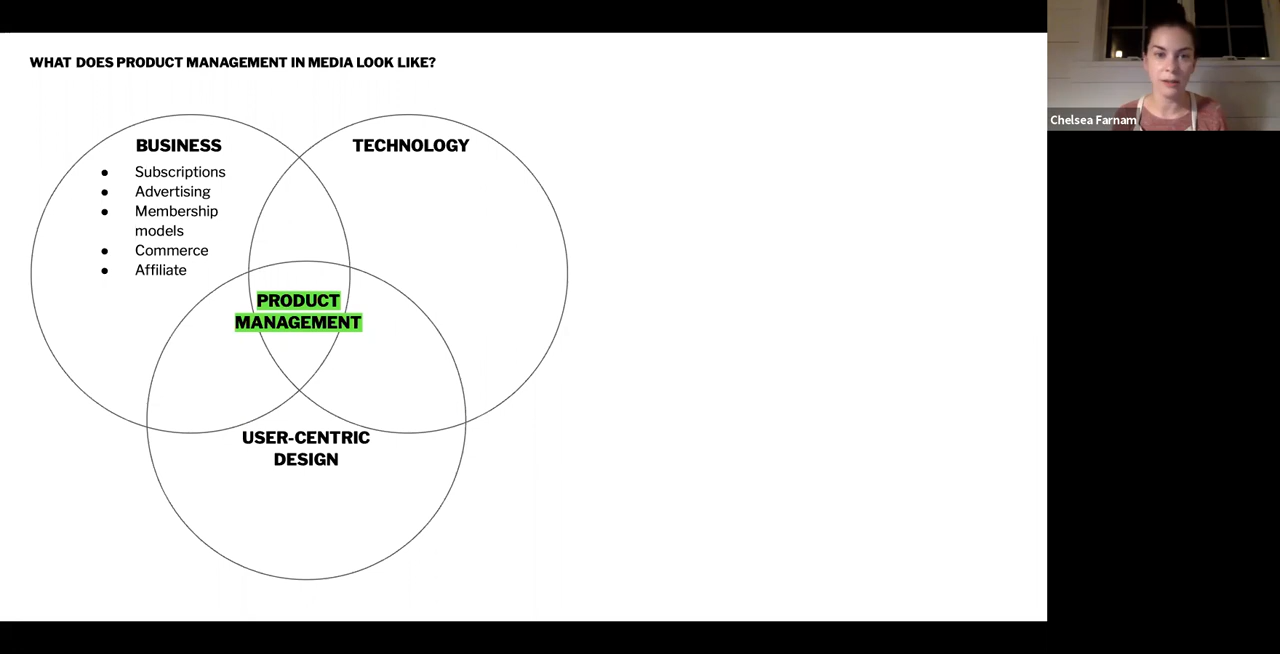 WHAT DOES PRODUCT MANAGEMENT IN MEDIA LOOK LIKE?
BUSINESS
● Subscriptions
● Advertising
● Membership
models
● Commerce
● Affiliate
TECHNOLOGY
PRODUCT
MANAGEMENT
USER-CENTRIC
DESIGN
Chelsea Farnam